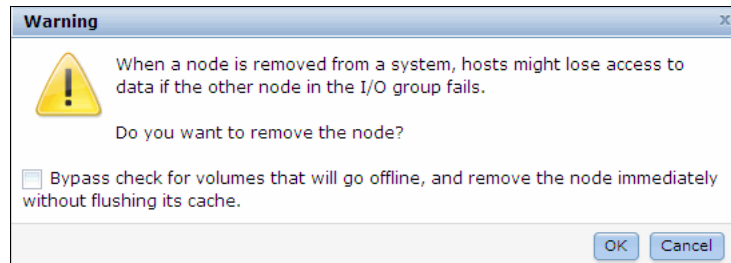 Warning
x
When a node is removed from a system, hosts might lose access to
data if the other node in the I/O group fails.
Do you want to remove the node?
Bypass check for volumes that will go offline, and remove the node immediately
without flushing its cache.
OK Cancel